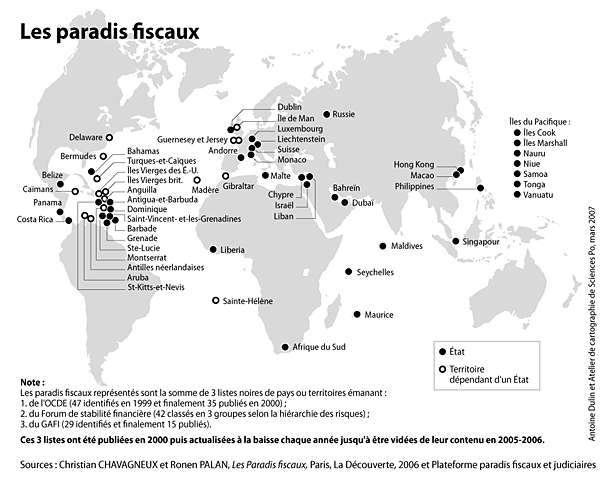 Les paradis fiscaux
Dublin
Île de Man
Luxembourg
Liechtenstein
Suisse
Monaco
Russie
Guernesey et Jersey
Andorre
Delaware
Bermudes
Bahamas
Turques-et-Caïques
Îles Vierges des É.-U.
Îles Vierges brit.
Anguilla
Antigua-et-Barbuda
Dominique
Saint-Vincent- et-les-Grenadines
Barbade
Grenade
Ste-Lucie
Montserrat
Antilles néerlandaises
Aruba
St-Kitts-et-Nevis
Belize
Caïmans
Panama
Costa Rica
Madère
Gibraltar
Malte
Chypre
Israël
Liban
Bahreïn
Dubaï
Hong Kong
Macao
Philippines
Îles du Pacifique :
Îles Cook
Îles Marshall
Nauru
Niue
Samoa
Tonga
Vanuatu
Liberia
Maldives
Singapour
Seychelles
Sainte-Hélène
Maurice
Afrique du Sud
État
Territoire
dépendant d'un État
Note :
Les paradis fiscaux représentés sont la somme de 3 listes noires de pays ou territoires émanant :
1. de l'OCDE (47 identifiés en 1999 et finalement 35 publiés en 2000) ;
2. du Forum de stabilité financière (42 classés en 3 groupes selon la hiérarchie des risques) ;
3. du GAFI (29 identifiés et finalement 15 publiés).
Ces 3 listes ont été publiées en 2000 puis actualisées à la baisse chaque année jusqu'à être vidées de leur contenu en 2005-2006.
Sources : Christian CHAVAGNEUX et Ronen PALAN, Les Paradis fiscaux, Paris, La Découverte, 2006 et Plateforme paradis fiscaux et judiciaires
Antoine Dulin et Atelier de cartographie de Sciences Po, mars 2007